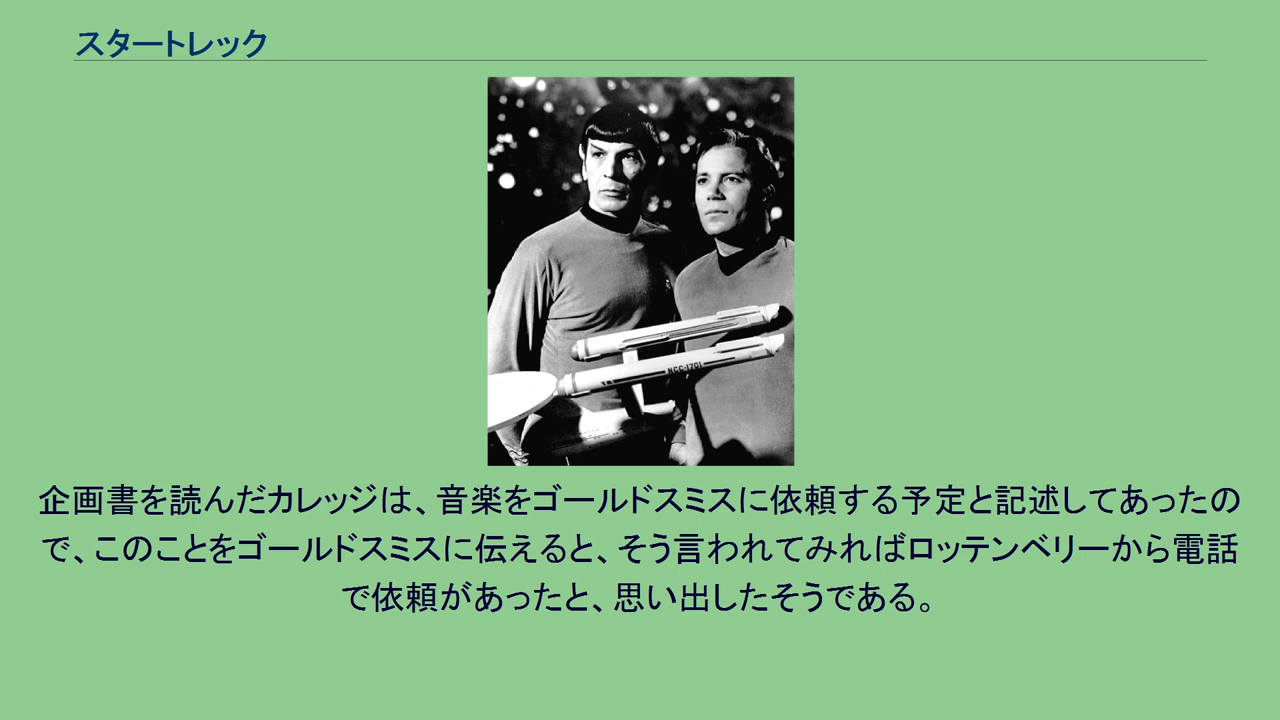 スタートレック
NCC-1701
企画書を読んだカレッジは、音楽をゴールドスミスに依頼する予定と記述してあったの
で、このことをゴールドスミスに伝えると、そう言われてみればロッテンベリーから電話
で依頼があったと、思い出したそうである。